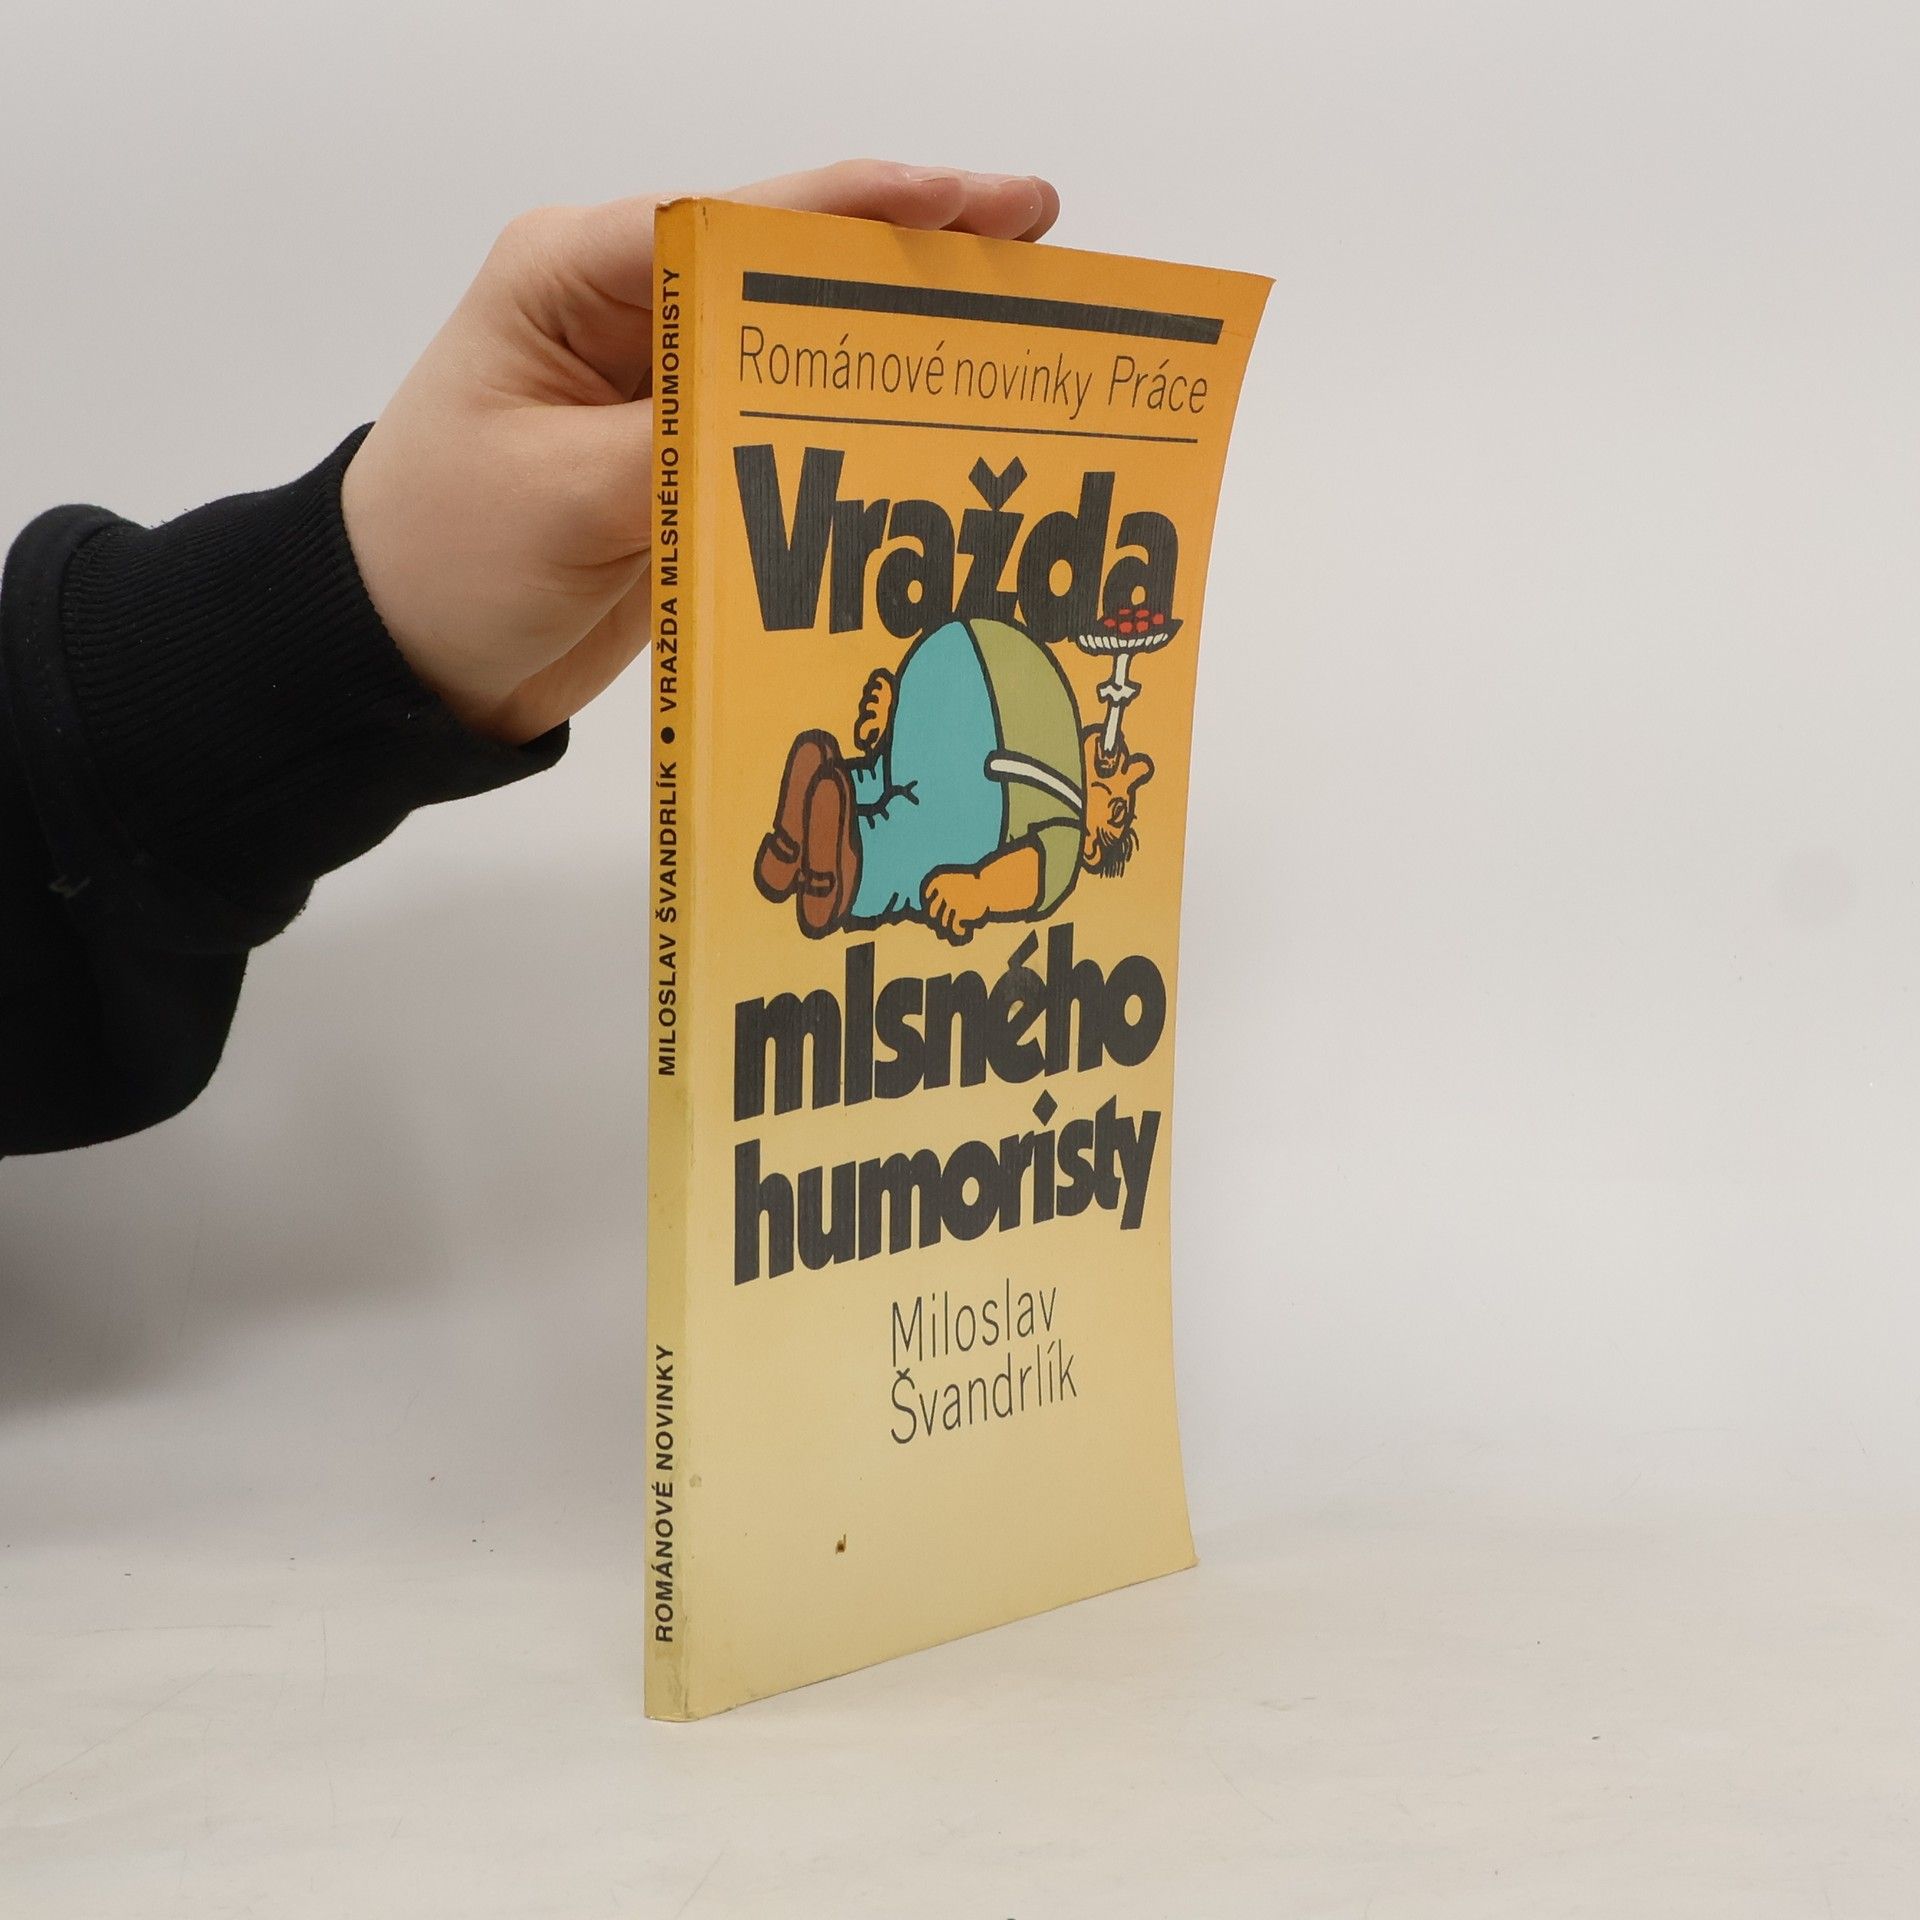 Románové novinky Práce
Vražda
mlsného
humoristy
Miloslav
Švandrlík
ROMÁNOVÉ NOVINKY
MILOSLAV ŠVANDRLÍK ● VRAŽDA MLSNÉHO HUMORISTY